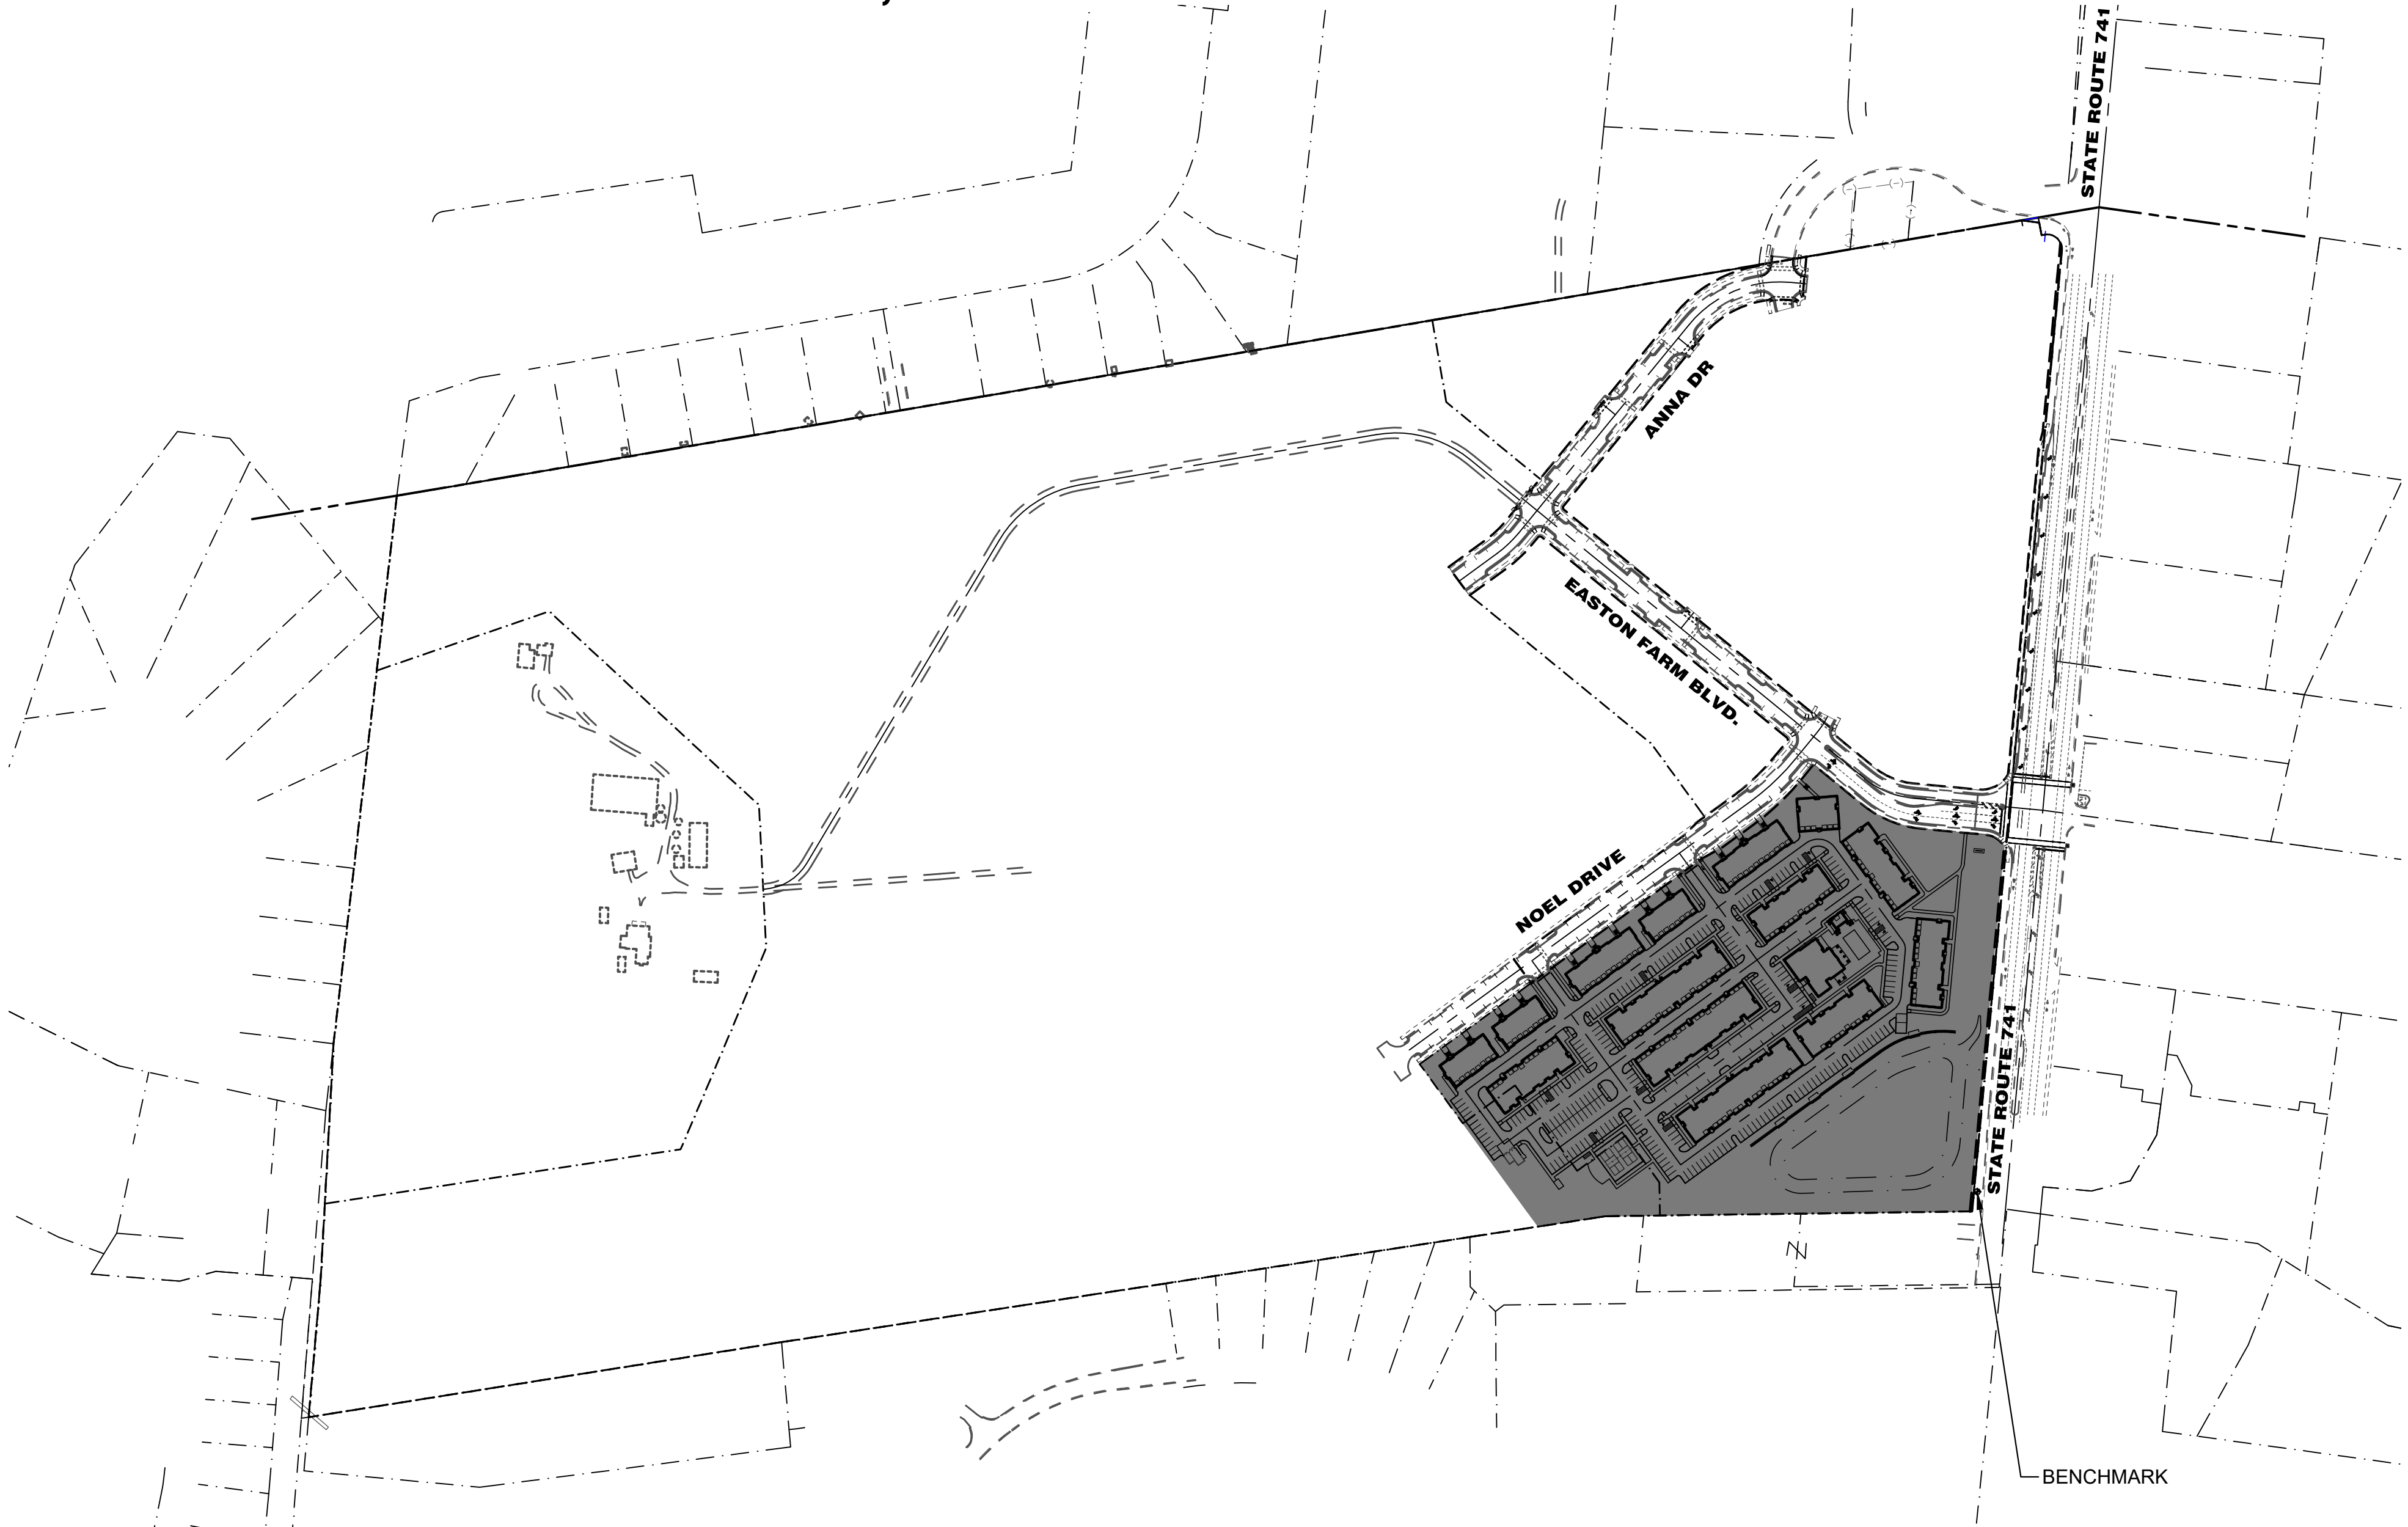 STATE ROUTE 741
ANNA DR
EASTON FARM BLVD.
NOEL DRIVE
STATE ROUTE 741
BENCHMARK